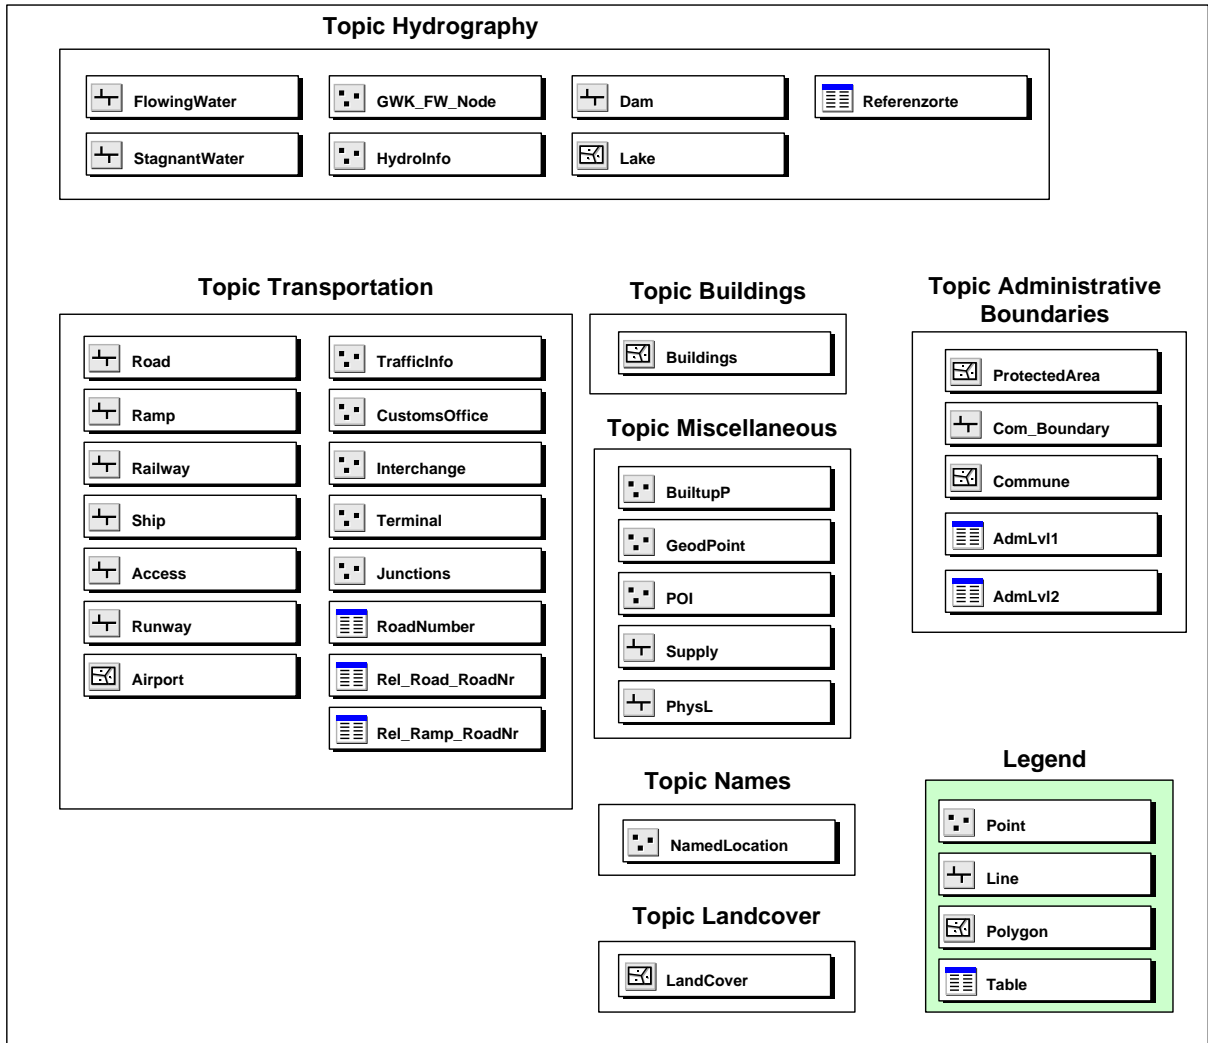 Topic Hydrography
FlowingWater
GWK_FW_Node
Dam
Referenzorte
StagnantWater
HydroInfo
Lake
Topic Transportation
Road
TrafficInfo
Ramp
CustomsOffice
Railway
Interchange
Ship
Terminal
Access
Junctions
Runway
RoadNumber
Airport
Rel_Road_RoadNr
Rel_Ramp_RoadNr
Topic Buildings
Buildings
Topic Miscellaneous
BuiltupP
GeodPoint
POI
Supply
PhysL
Topic Names
NamedLocation
Topic Landcover
LandCover
Topic Administrative
Boundaries
ProtectedArea
Com_Boundary
Commune
AdmLvl1
AdmLvl2
Legend
Point
Line
Polygon
Table